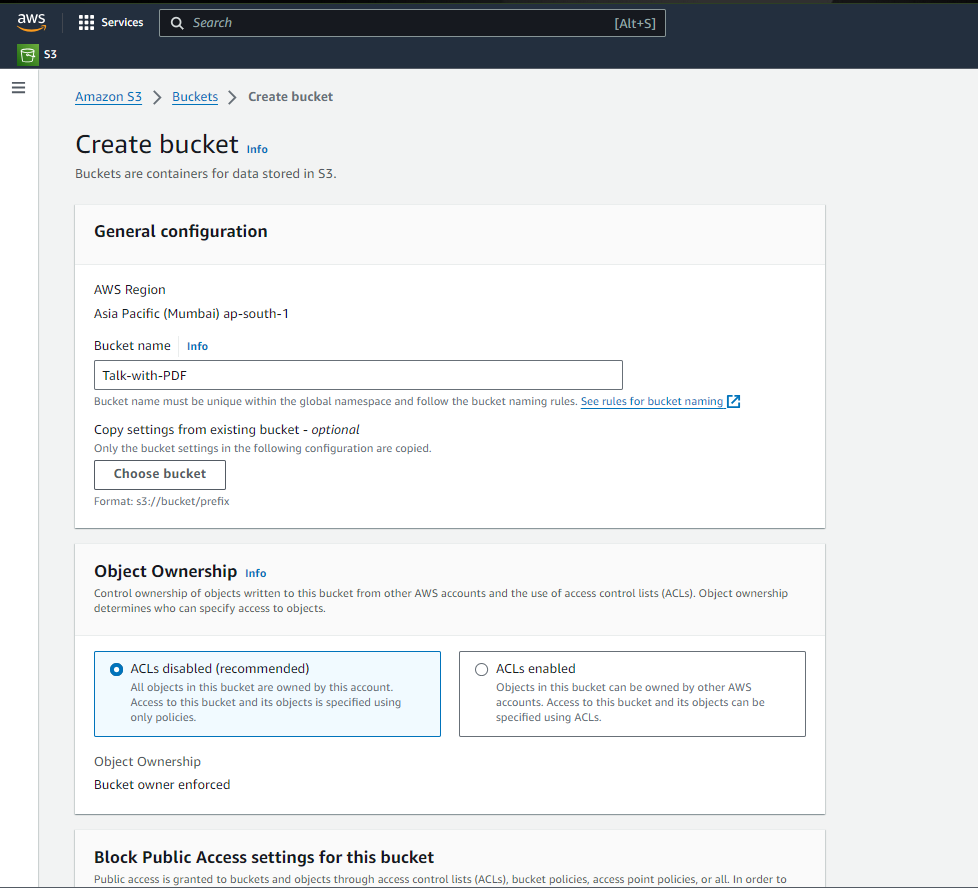 aws
Services
Search
[Alt+S]
S3
Amazon S3
Buckets
Create bucket
Create bucket Info
Buckets are containers for data stored in S3.
General configuration
AWS Region
Asia Pacific (Mumbai) ap-south-1
Bucket name
Info
Talk-with-PDF
Bucket name must be unique within the global namespace and follow the bucket naming rules. See rules for bucket naming
Copy settings from existing bucket - optional
Only the bucket settings in the following configuration are copied.
Choose bucket
Format: s3://bucket/prefix
Object Ownership Info
Control ownership of objects written to this bucket from other AWS accounts and the use of access control lists (ACLs). Object ownership
determines who can specify access to objects.
ACLs disabled (recommended)
All objects in this bucket are owned by this account.
Access to this bucket and its objects is specified using
only policies.
ACLs enabled
Objects in this bucket can be owned by other AWS
accounts. Access to this bucket and its objects can be
specified using ACLs.
Object Ownership
Bucket owner enforced
Block Public Access settings for this bucket
Public access is granted to buckets and objects through access control lists (ACLs), bucket policies, access point policies, or all. In order to